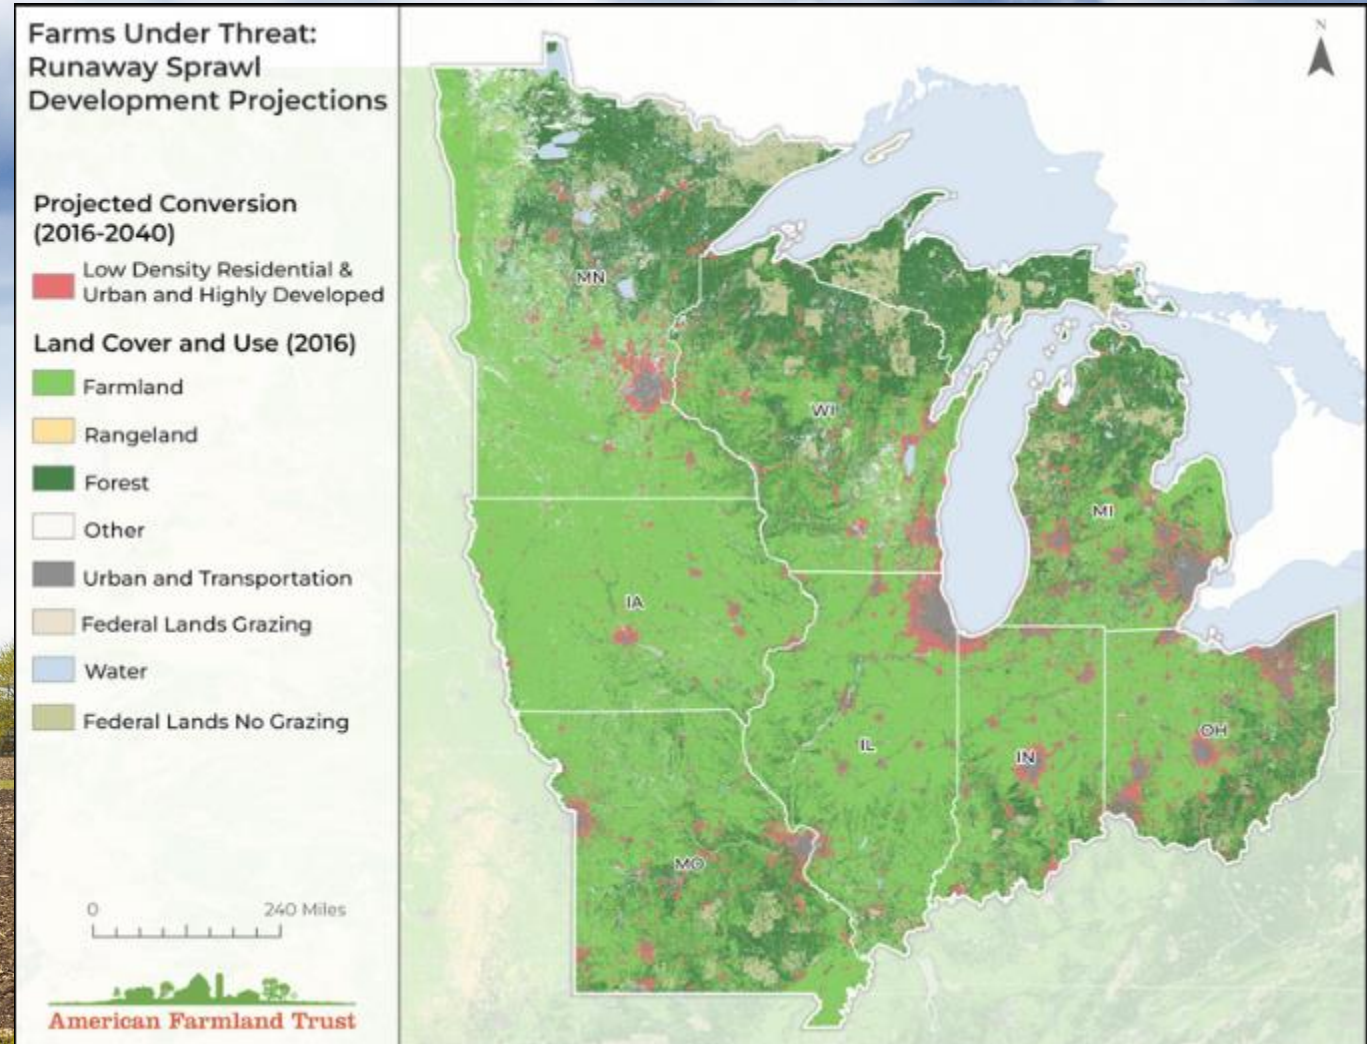 Farms Under Threat:
Runaway Sprawl
Development Projections
Projected Conversion
(2016-2040)
Low Density Residential &
Urban and Highly Developed
Land Cover and Use (2016)
Farmland
Rangeland
Forest
Other
Urban and Transportation
Federal Lands Grazing
Water
Federal Lands No Grazing
0 240 Miles
American Farmland Trust
N
MN
WI
MI
IA
IL
IN
OH
MO